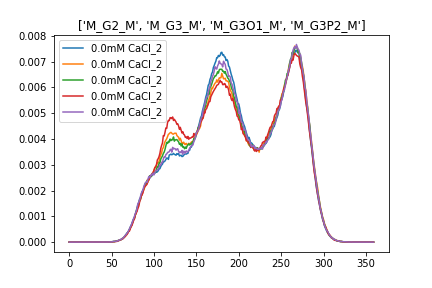 ['M_G2_M', 'M_G3_M', 'M_G3O1_M', 'M_G3P2_M']
0.008
0.007
0.006
0.005
0.004
0.003
0.002
0.001
0.000
0.0mM CaCl_2
0.0mM CaCl_2
0.0mM CaCl_2
0.0mM CaCl_2
0.0mM CaCl_2
0 50 100 150 200 250 300 350